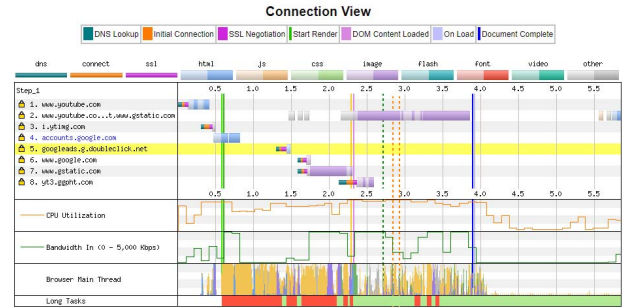 Connection View
DNS Lookup Initial Connection SSL Negotiation Start Render DOM Content Loaded On Load Document Complete
dns connect ssl html js css image flash font video other
Step_1 0.5 1.0 1.5 2.0 2.5 3.0 3.5 4.0 4.5 5.0 5.5
1. www.youtube.com
2. www.youtube.co...t,www.gstatic.com
3. i.ytimg.com
4. accounts.google.com
5. googleads.g.doubleclick.net
6. www.google.com
7. www.gstatic.com
8. yt3.ggpht.com
0.5 1.0 1.5 2.0 2.5 3.0 3.5 4.0 4.5 5.0 5.5
CPU Utilization
Bandwidth In (0 - 5,000 Kbps)
Browser Main Thread
Long Tasks